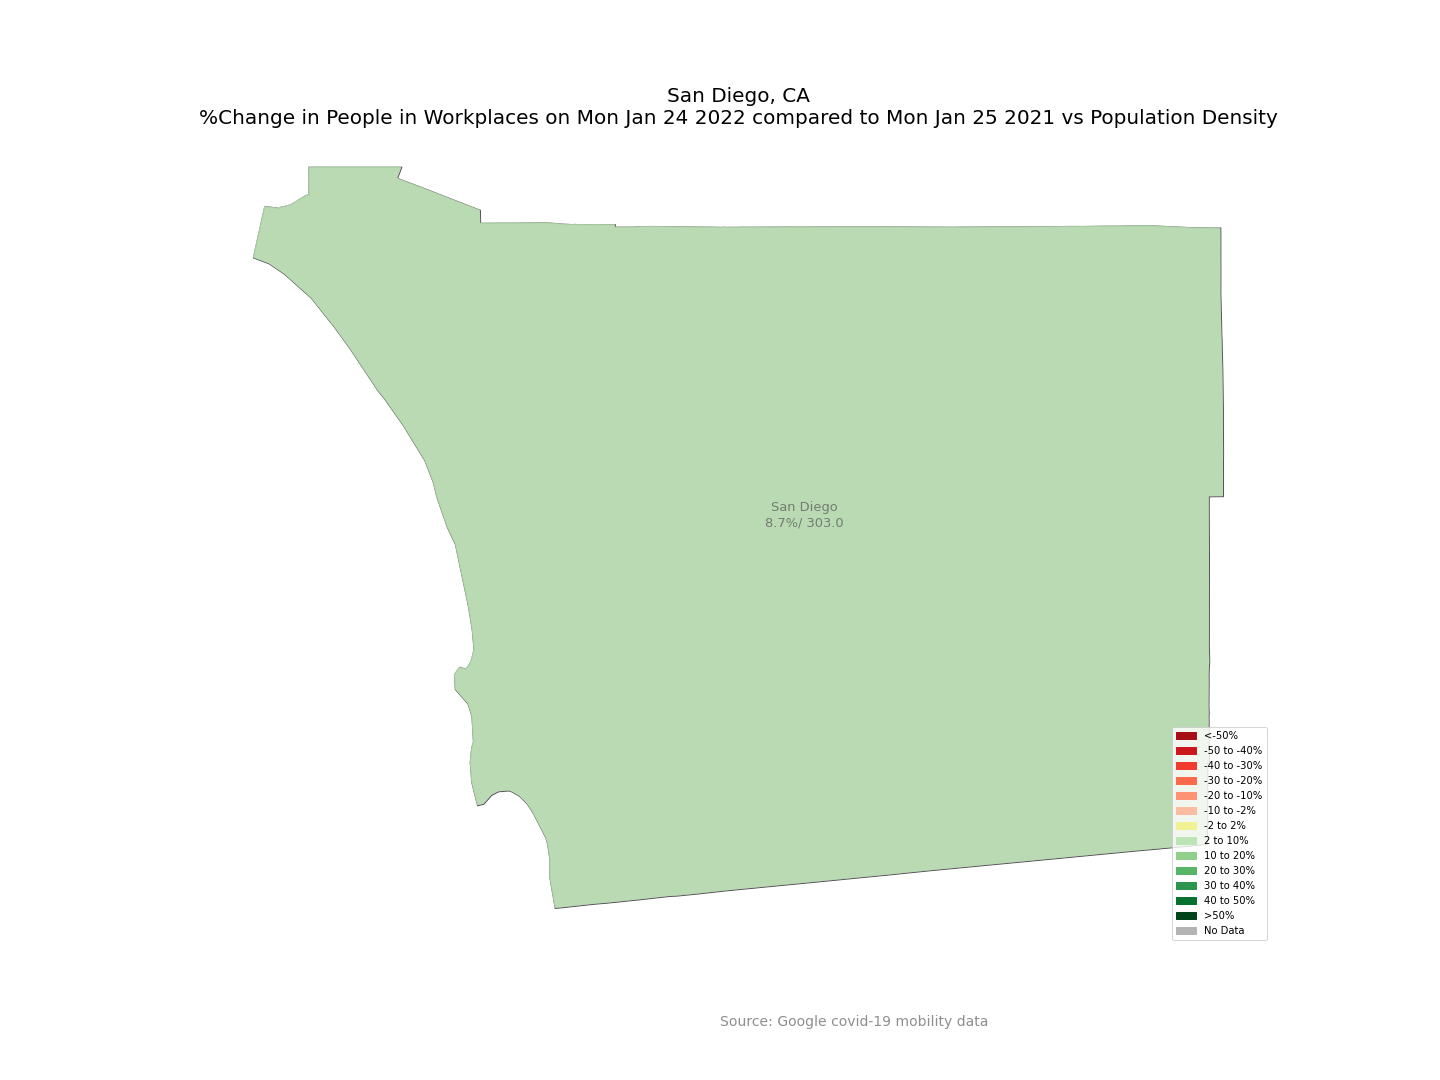 San Diego, CA
%Change in People in Workplaces on Mon Jan 24 2022 compared to Mon Jan 25 2021 vs Population Density
San Diego
8.7%/ 303.0
<-50%
-50 to -40%
-40 to -30%
-30 to -20%
-20 to -10%
-10 to -2%
-2 to 2%
2 to 10%
10 to 20%
20 to 30%
30 to 40%
40 to 50%
>50%
No Data
Source: Google covid-19 mobility data